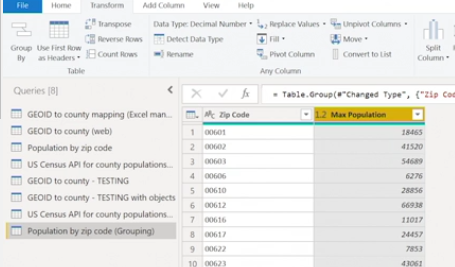 File Home Transform Add Column View Help
Group By
Use First Row as Headers
Transpose
Reverse Rows
Count Rows
Table
Data Type: Decimal Number
Detect Data Type
Rename
Replace Values
Fill
Pivot Column
Unpivot Columns
Move
Convert to List
Any Column
Split Column
Queries [8]
GEOID to county mapping (Excel man...
GEOID to county (web)
Population by zip code
US Census API for county populations...
GEOID to county - TESTING
GEOID to county - TESTING with objects
US Census API for county populations...
Population by zip code (Grouping)
fx = Table.Group(#"Changed Type", {"Zip Coo
ABC Zip Code 1.2 Max Population
1 00601 18465
2 00602 41520
3 00603 54689
4 00606 6276
5 00610 28856
6 00612 66938
7 00616 11017
8 00617 24457
9 00622 7853
10 00623 43061